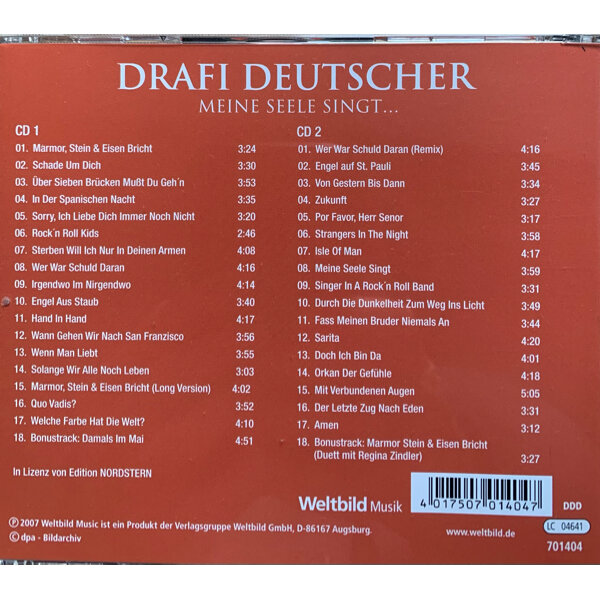 DRAFI DEUTSCHER
MEINE SEELE SINGT...
CD 1
01. Marmor, Stein & Eisen Bricht 3:24
02. Schade Um Dich 3:30
03. Über Sieben Brücken Mußt Du Geh´n 3:53
04. In Der Spanischen Nacht 3:35
05. Sorry, Ich Liebe Dich Immer Noch Nicht 3:20
06. Rock´n Roll Kids 2:46
07. Sterben Will Ich Nur In Deinen Armen 4:08
08. Wer War Schuld Daran 4:16
09. Irgendwo Im Nirgendwo 4:14
10. Engel Aus Staub 3:40
11. Hand In Hand 4:17
12. Wann Gehen Wir Nach San Franzisco 3:56
13. Wenn Man Liebt 3:55
14. Solange Wir Alle Noch Leben 3:03
15. Marmor, Stein & Eisen Bricht (Long Version) 4:02
16. Quo Vadis? 3:52
17. Welche Farbe Hat Die Welt? 4:10
18. Bonustrack: Damals Im Mai 4:51
In Lizenz von Edition NORDSTERN
CD 2
01. Wer War Schuld Daran (Remix) 4:16
02. Engel auf St. Pauli 3:45
03. Von Gestern Bis Dann 3:34
04. Zukunft 3:27
05. Por Favor, Herr Senor 3:17
06. Strangers In The Night 3:58
07. Isle Of Man 4:17
08. Meine Seele Singt 3:59
09. Singer In A Rock´n Roll Band 3:31
10. Durch Die Dunkelheit Zum Weg Ins Licht 3:49
11. Fass Meinen Bruder Niemals An 3:44
12. Sarita 4:20
13. Doch Ich Bin Da 4:01
14. Orkan Der Gefühle 4:18
15. Mit Verbundenen Augen 5:05
16. Der Letzte Zug Nach Eden 3:31
17. Amen 3:12
18. Bonustrack: Marmor Stein & Eisen Bricht
(Duett mit Regina Zindler) 3:27
Weltbild Musik
4 017507 014047
DDD
LC 04641
℗ 2007 Weltbild Music ist ein Produkt der Verlagsgruppe Weltbild GmbH, D-86167 Augsburg.
© dpa - Bildarchiv
www.weltbild.de
701404